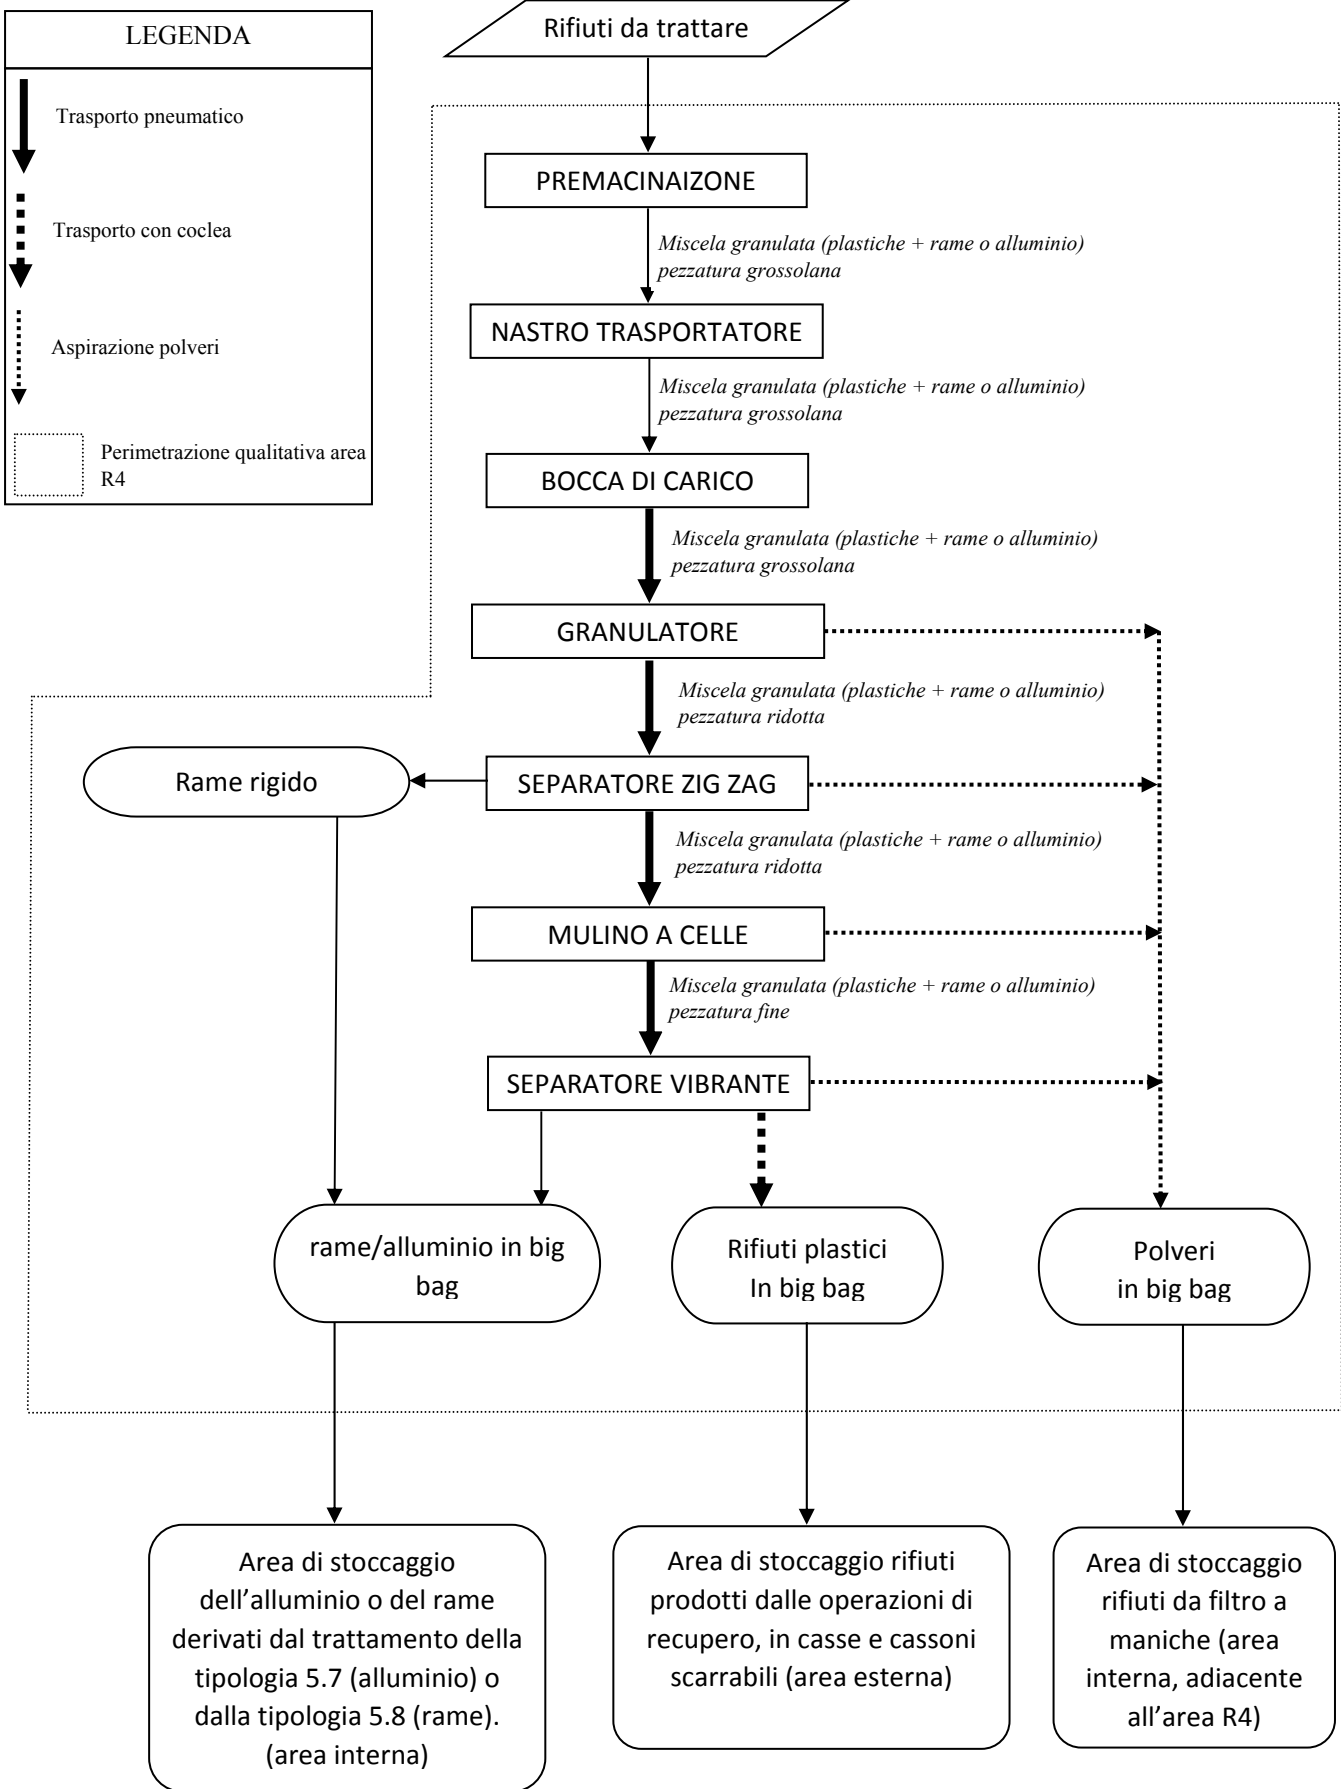 LEGENDA
Trasporto pneumatico
Trasporto con coclea
Aspirazione polveri
Perimetrazione qualitativa area
R4
Rifiuti da trattare
PREMACINAIZONE
Miscela granulata (plastiche + rame o alluminio)
pezzatura grossolana
NASTRO TRASPORTATORE
Miscela granulata (plastiche + rame o alluminio)
pezzatura grossolana
BOCCA DI CARICO
Miscela granulata (plastiche + rame o alluminio)
pezzatura grossolana
GRANULATORE
Miscela granulata (plastiche + rame o alluminio)
pezzatura ridotta
Rame rigido
SEPARATORE ZIG ZAG
Miscela granulata (plastiche + rame o alluminio)
pezzatura ridotta
MULINO A CELLE
Miscela granulata (plastiche + rame o alluminio)
pezzatura fine
SEPARATORE VIBRANTE
rame/alluminio in big
bag
Rifiuti plastici
In big bag
Polveri
in big bag
Area di stoccaggio
dell’alluminio o del rame
derivati dal trattamento della
tipologia 5.7 (alluminio) o
dalla tipologia 5.8 (rame).
(area interna)
Area di stoccaggio rifiuti
prodotti dalle operazioni di
recupero, in casse e cassoni
scarrabili (area esterna)
Area di stoccaggio
rifiuti da filtro a
maniche (area
interna, adiacente
all’area R4)